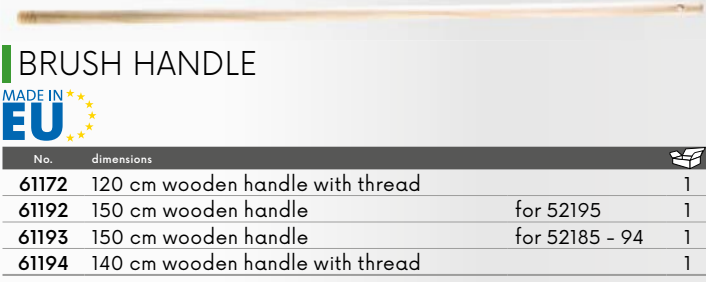 BRUSH HANDLE
MADE IN
EU
No. dimensions
61172 120 cm wooden handle with thread 1
61192 150 cm wooden handle for 52195 1
61193 150 cm wooden handle for 52185 - 94 1
61194 140 cm wooden handle with thread 1